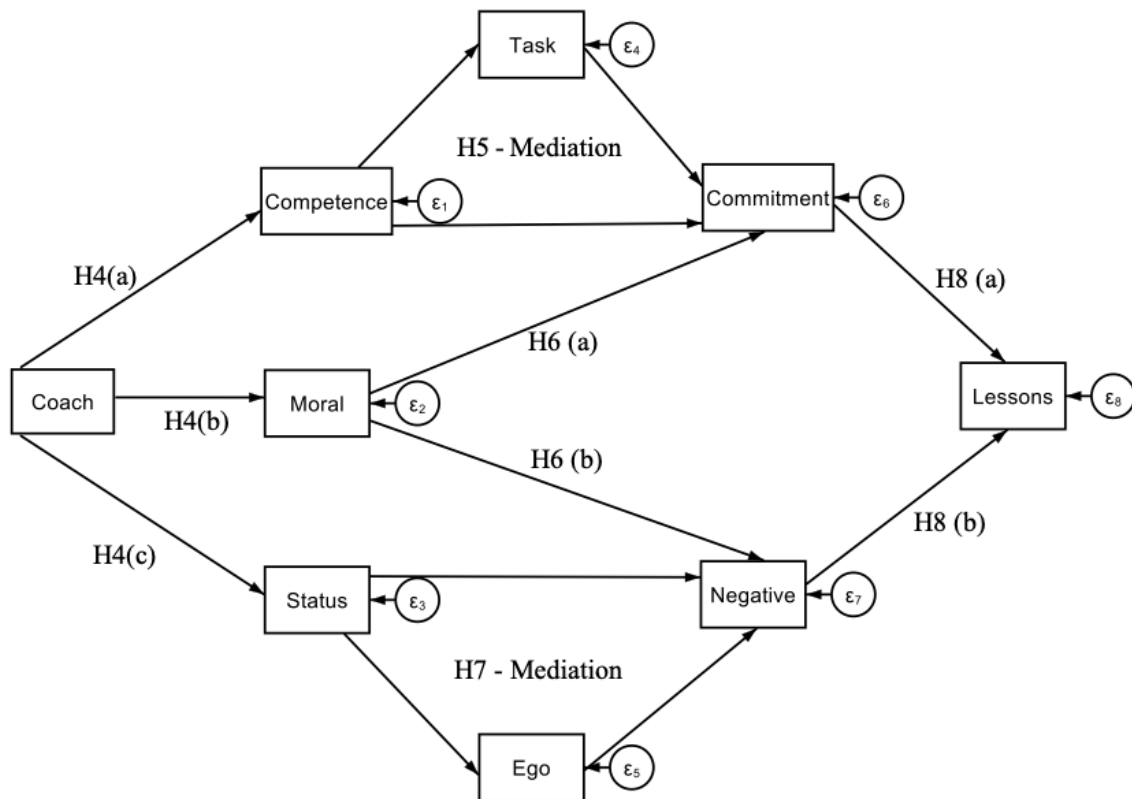 Task
ε₄
H5 - Mediation
Competence
ε₁
Commitment
ε₆
H4(a)
H8 (a)
H6 (a)
Coach
H4(b)
Moral
ε₂
Lessons
ε₈
H6 (b)
H8 (b)
H4(c)
Status
ε₃
Negative
ε₇
H7 - Mediation
Ego
ε₅